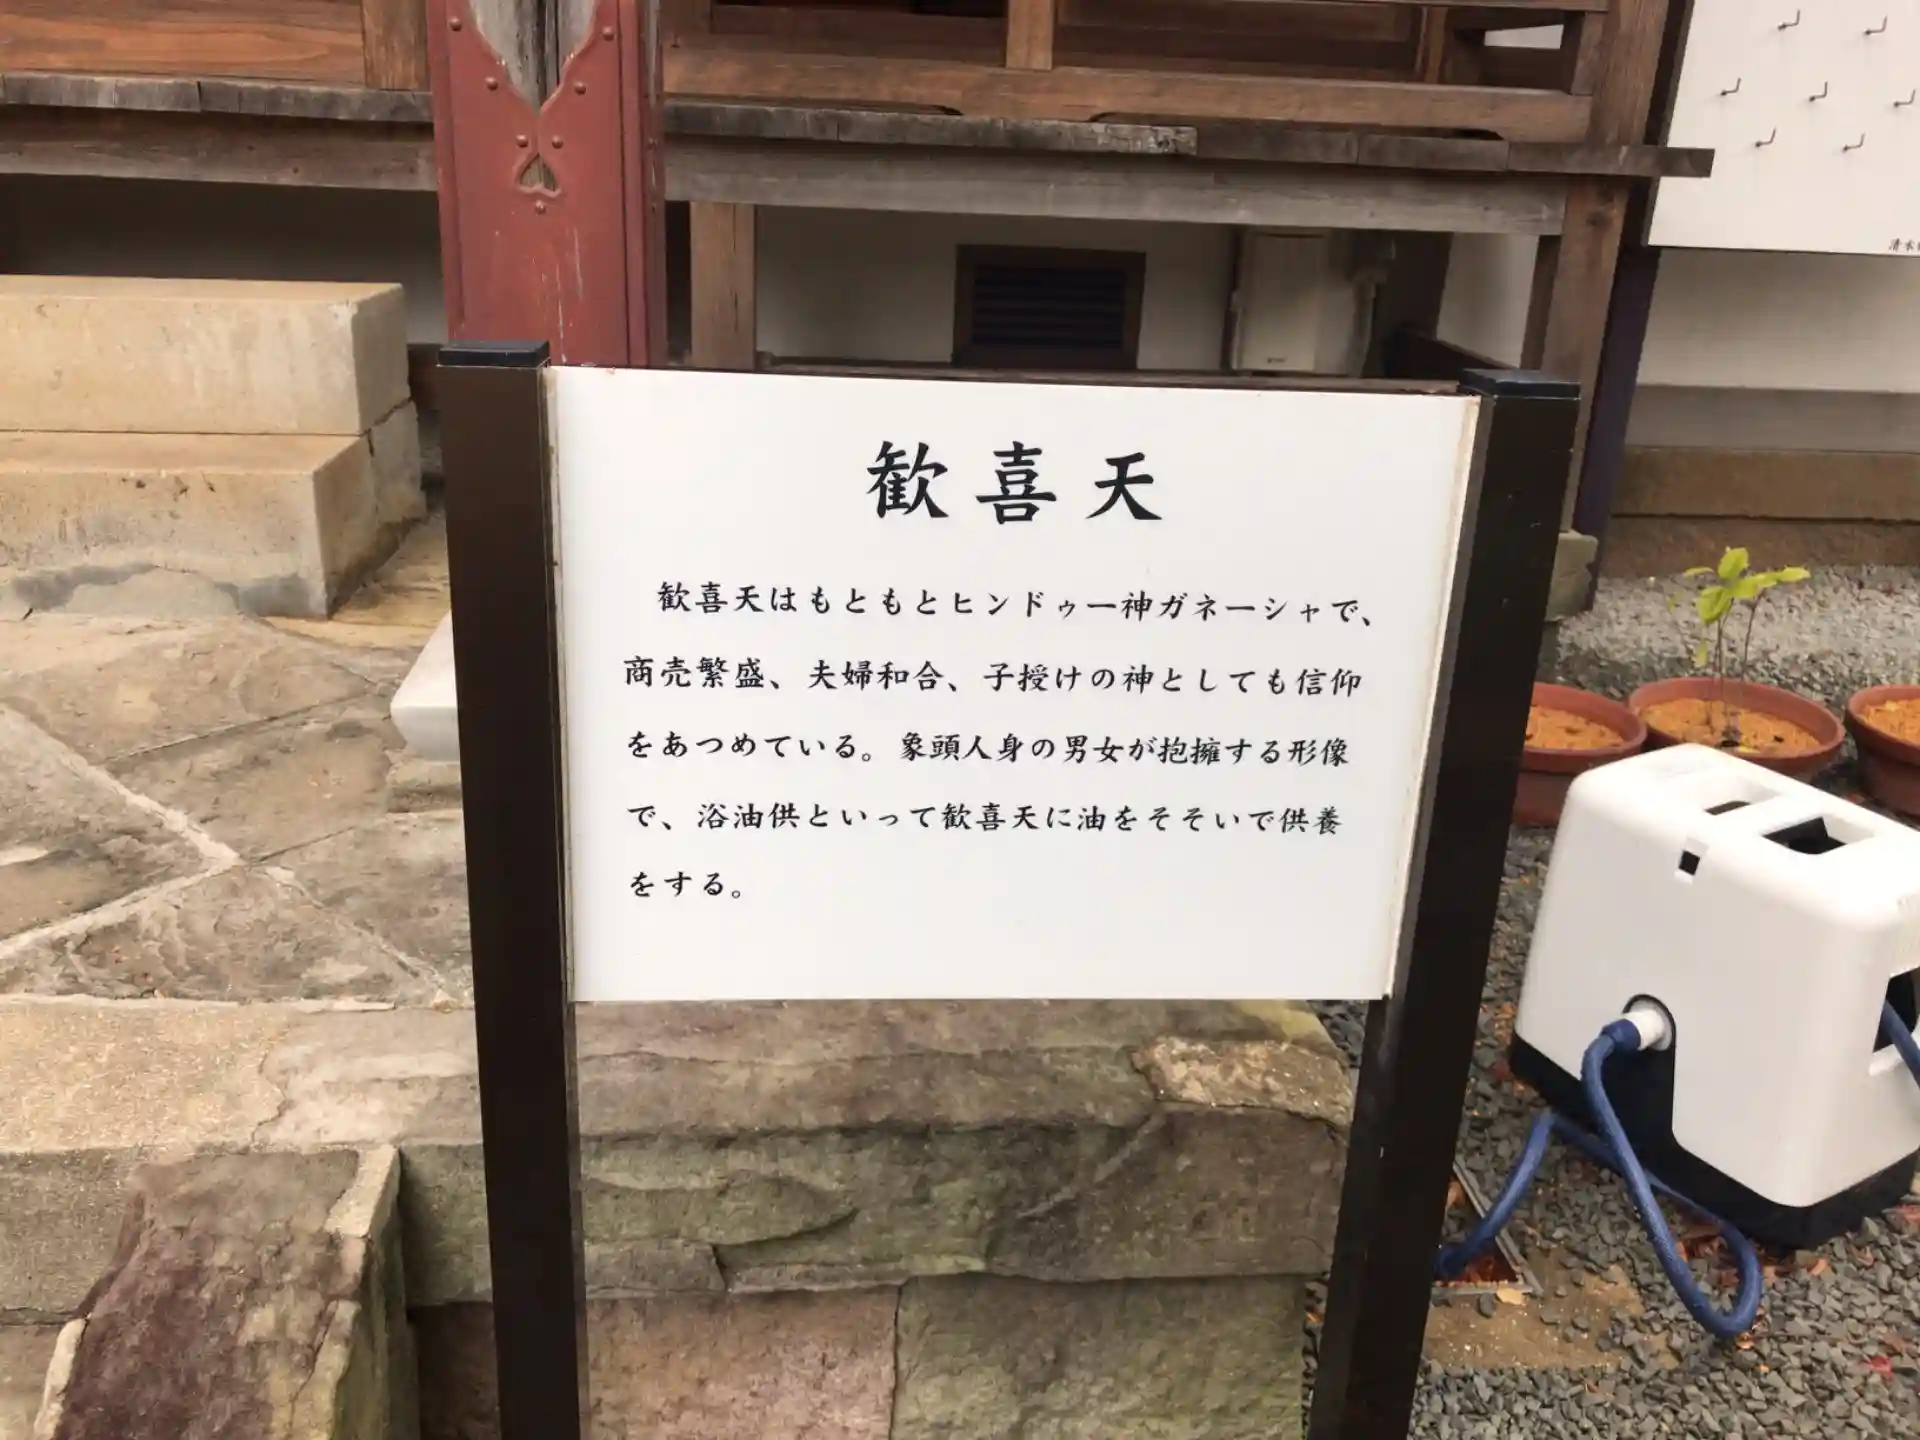 歓喜天
歓喜天はもともとヒンドゥー神ガネーシャで、
商売繁盛、夫婦和合、子授けの神としても信仰
をあつめている。象頭人身の男女が抱擁する形像
で、浴油供といって歓喜天に油をそそいで供養
をする。